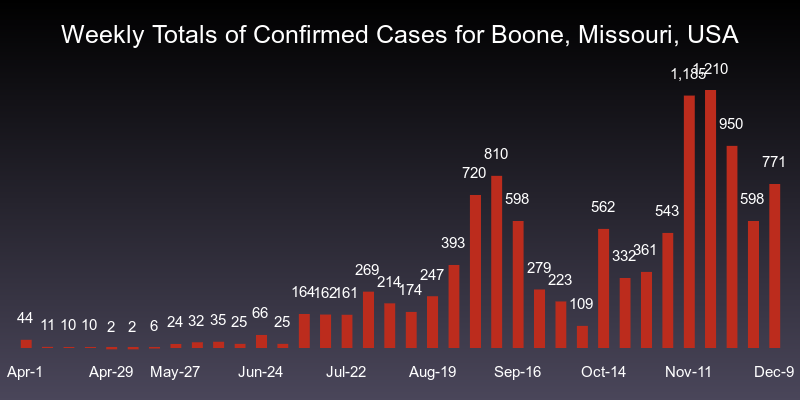 Weekly Totals of Confirmed Cases for Boone, Missouri, USA
44 11 10 10 2 2 6 24 32 35 25 66 25 164 162 161 269 214 174 247 393 720 810 598 279 223 109 562 332 361 543 1,185 1,210 950 598 771
Apr-1 Apr-29 May-27 Jun-24 Jul-22 Aug-19 Sep-16 Oct-14 Nov-11 Dec-9